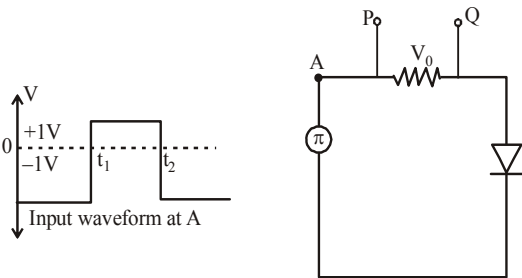 V
+1V
0
–1V
t₁
t₂
Input waveform at A
P
Q
V₀
A
π